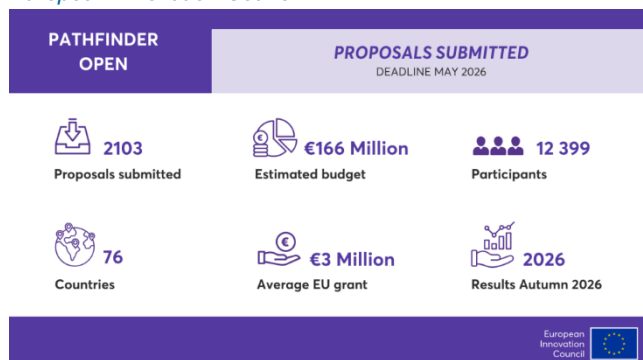 PATHFINDER
OPEN
PROPOSALS SUBMITTED
DEADLINE MAY 2026
2103
Proposals submitted
€166 Million
Estimated budget
12 399
Participants
76
Countries
€3 Million
Average EU grant
2026
Results Autumn 2026
European
Innovation
Council